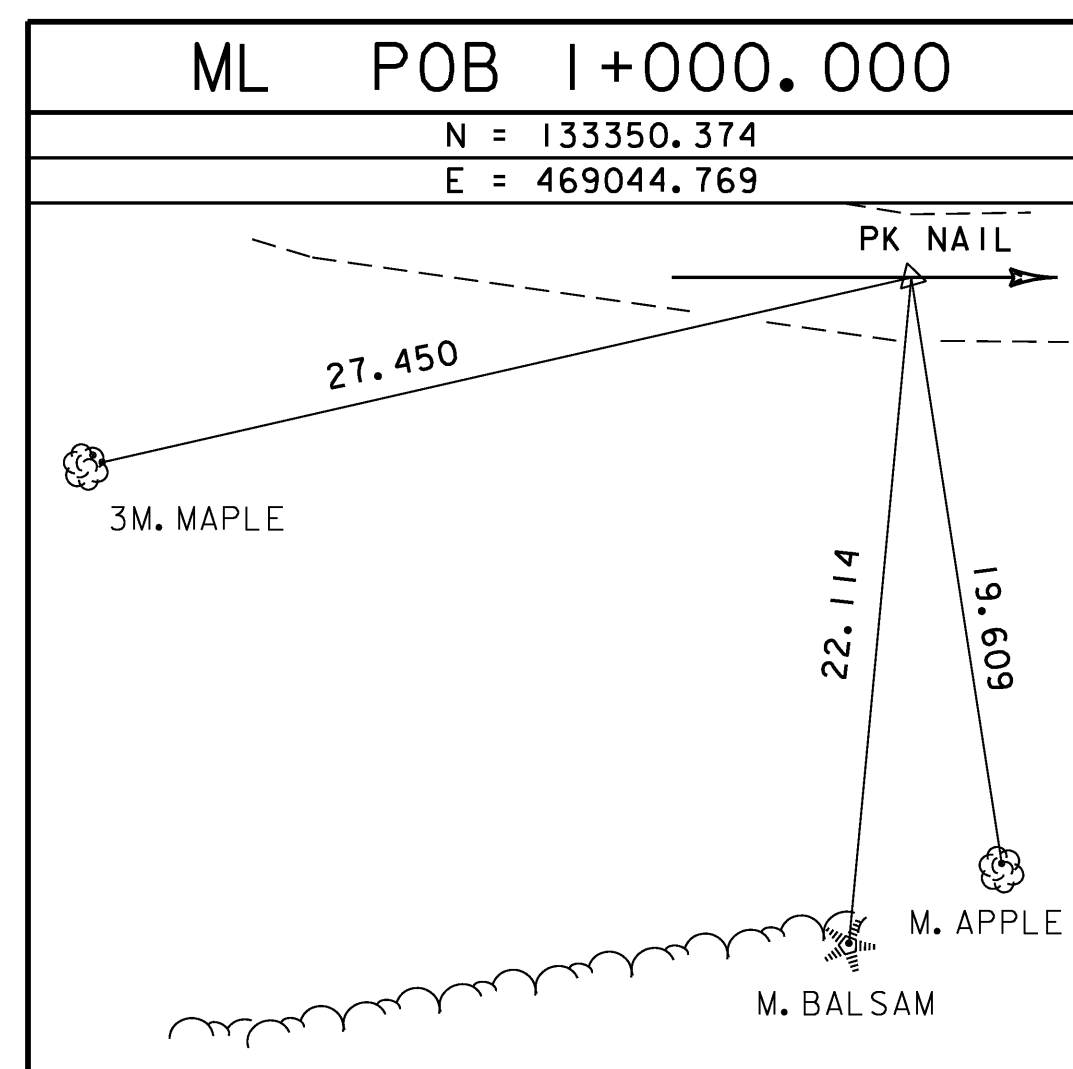 ML POB 1+000.000
N = 133350.374
E = 469044.769
PK NAIL
27.450
3M. MAPLE
22.114
19.609
M. APPLE
M. BALSAM